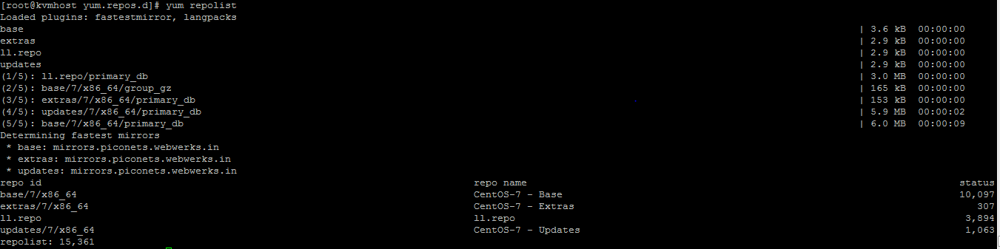 [root@kvmhost yum.repos.d]# yum repolist
Loaded plugins: fastestmirror, langpacks
base | 3.6 kB 00:00:00
extras | 2.9 kB 00:00:00
ll.repo | 2.9 kB 00:00:00
updates | 2.9 kB 00:00:00
(1/5): ll.repo/primary_db | 3.0 MB 00:00:00
(2/5): base/7/x86_64/group_gz | 165 kB 00:00:00
(3/5): extras/7/x86_64/primary_db | 153 kB 00:00:00
(4/5): updates/7/x86_64/primary_db | 5.9 MB 00:00:02
(5/5): base/7/x86_64/primary_db | 6.0 MB 00:00:09
Determining fastest mirrors
* base: mirrors.piconets.webwerks.in
* extras: mirrors.piconets.webwerks.in
* updates: mirrors.piconets.webwerks.in
repo id repo name status
base/7/x86_64 CentOS-7 - Base 10,097
extras/7/x86_64 CentOS-7 - Extras 307
ll.repo ll.repo 3,894
updates/7/x86_64 CentOS-7 - Updates 1,063
repolist: 15,361